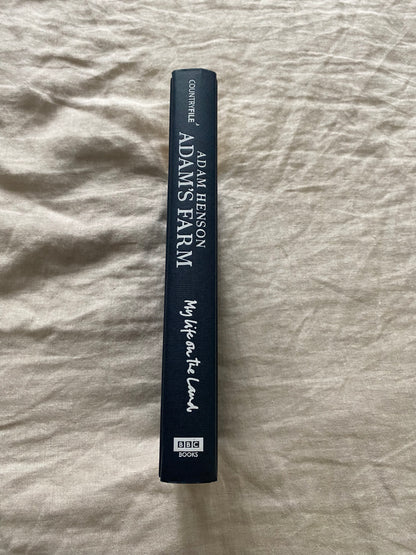 COUNTRYFILE
ADAM HENSON
ADAM'S FARM
My life on the Land
BBC
BOOKS